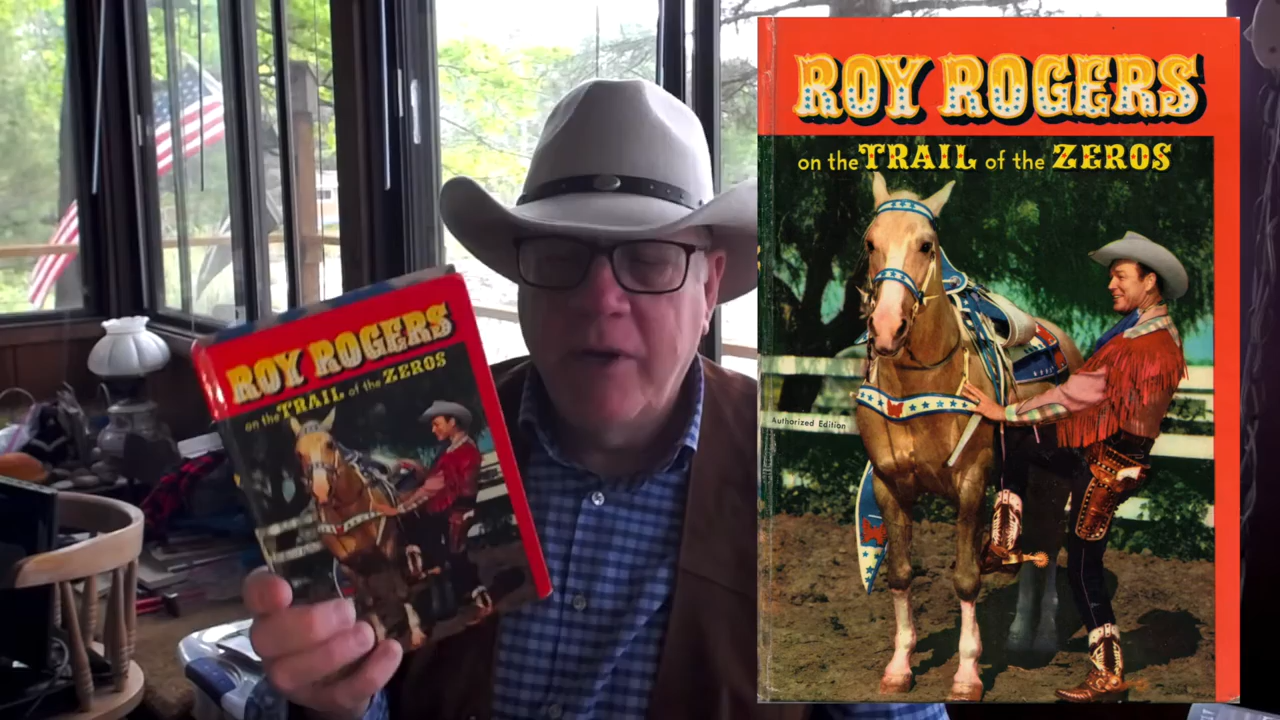 ROY ROGERS
on the TRAIL of the ZEROS
ROY ROGERS
on the TRAIL of the ZEROS
Authorized Edition